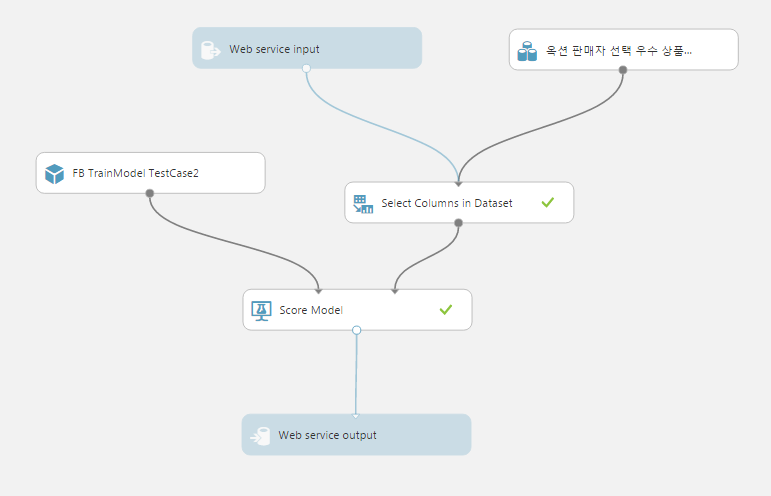 Web service input
옥션 판매자 선택 우수 상품...
FB TrainModel TestCase2
Select Columns in Dataset
Score Model
Web service output